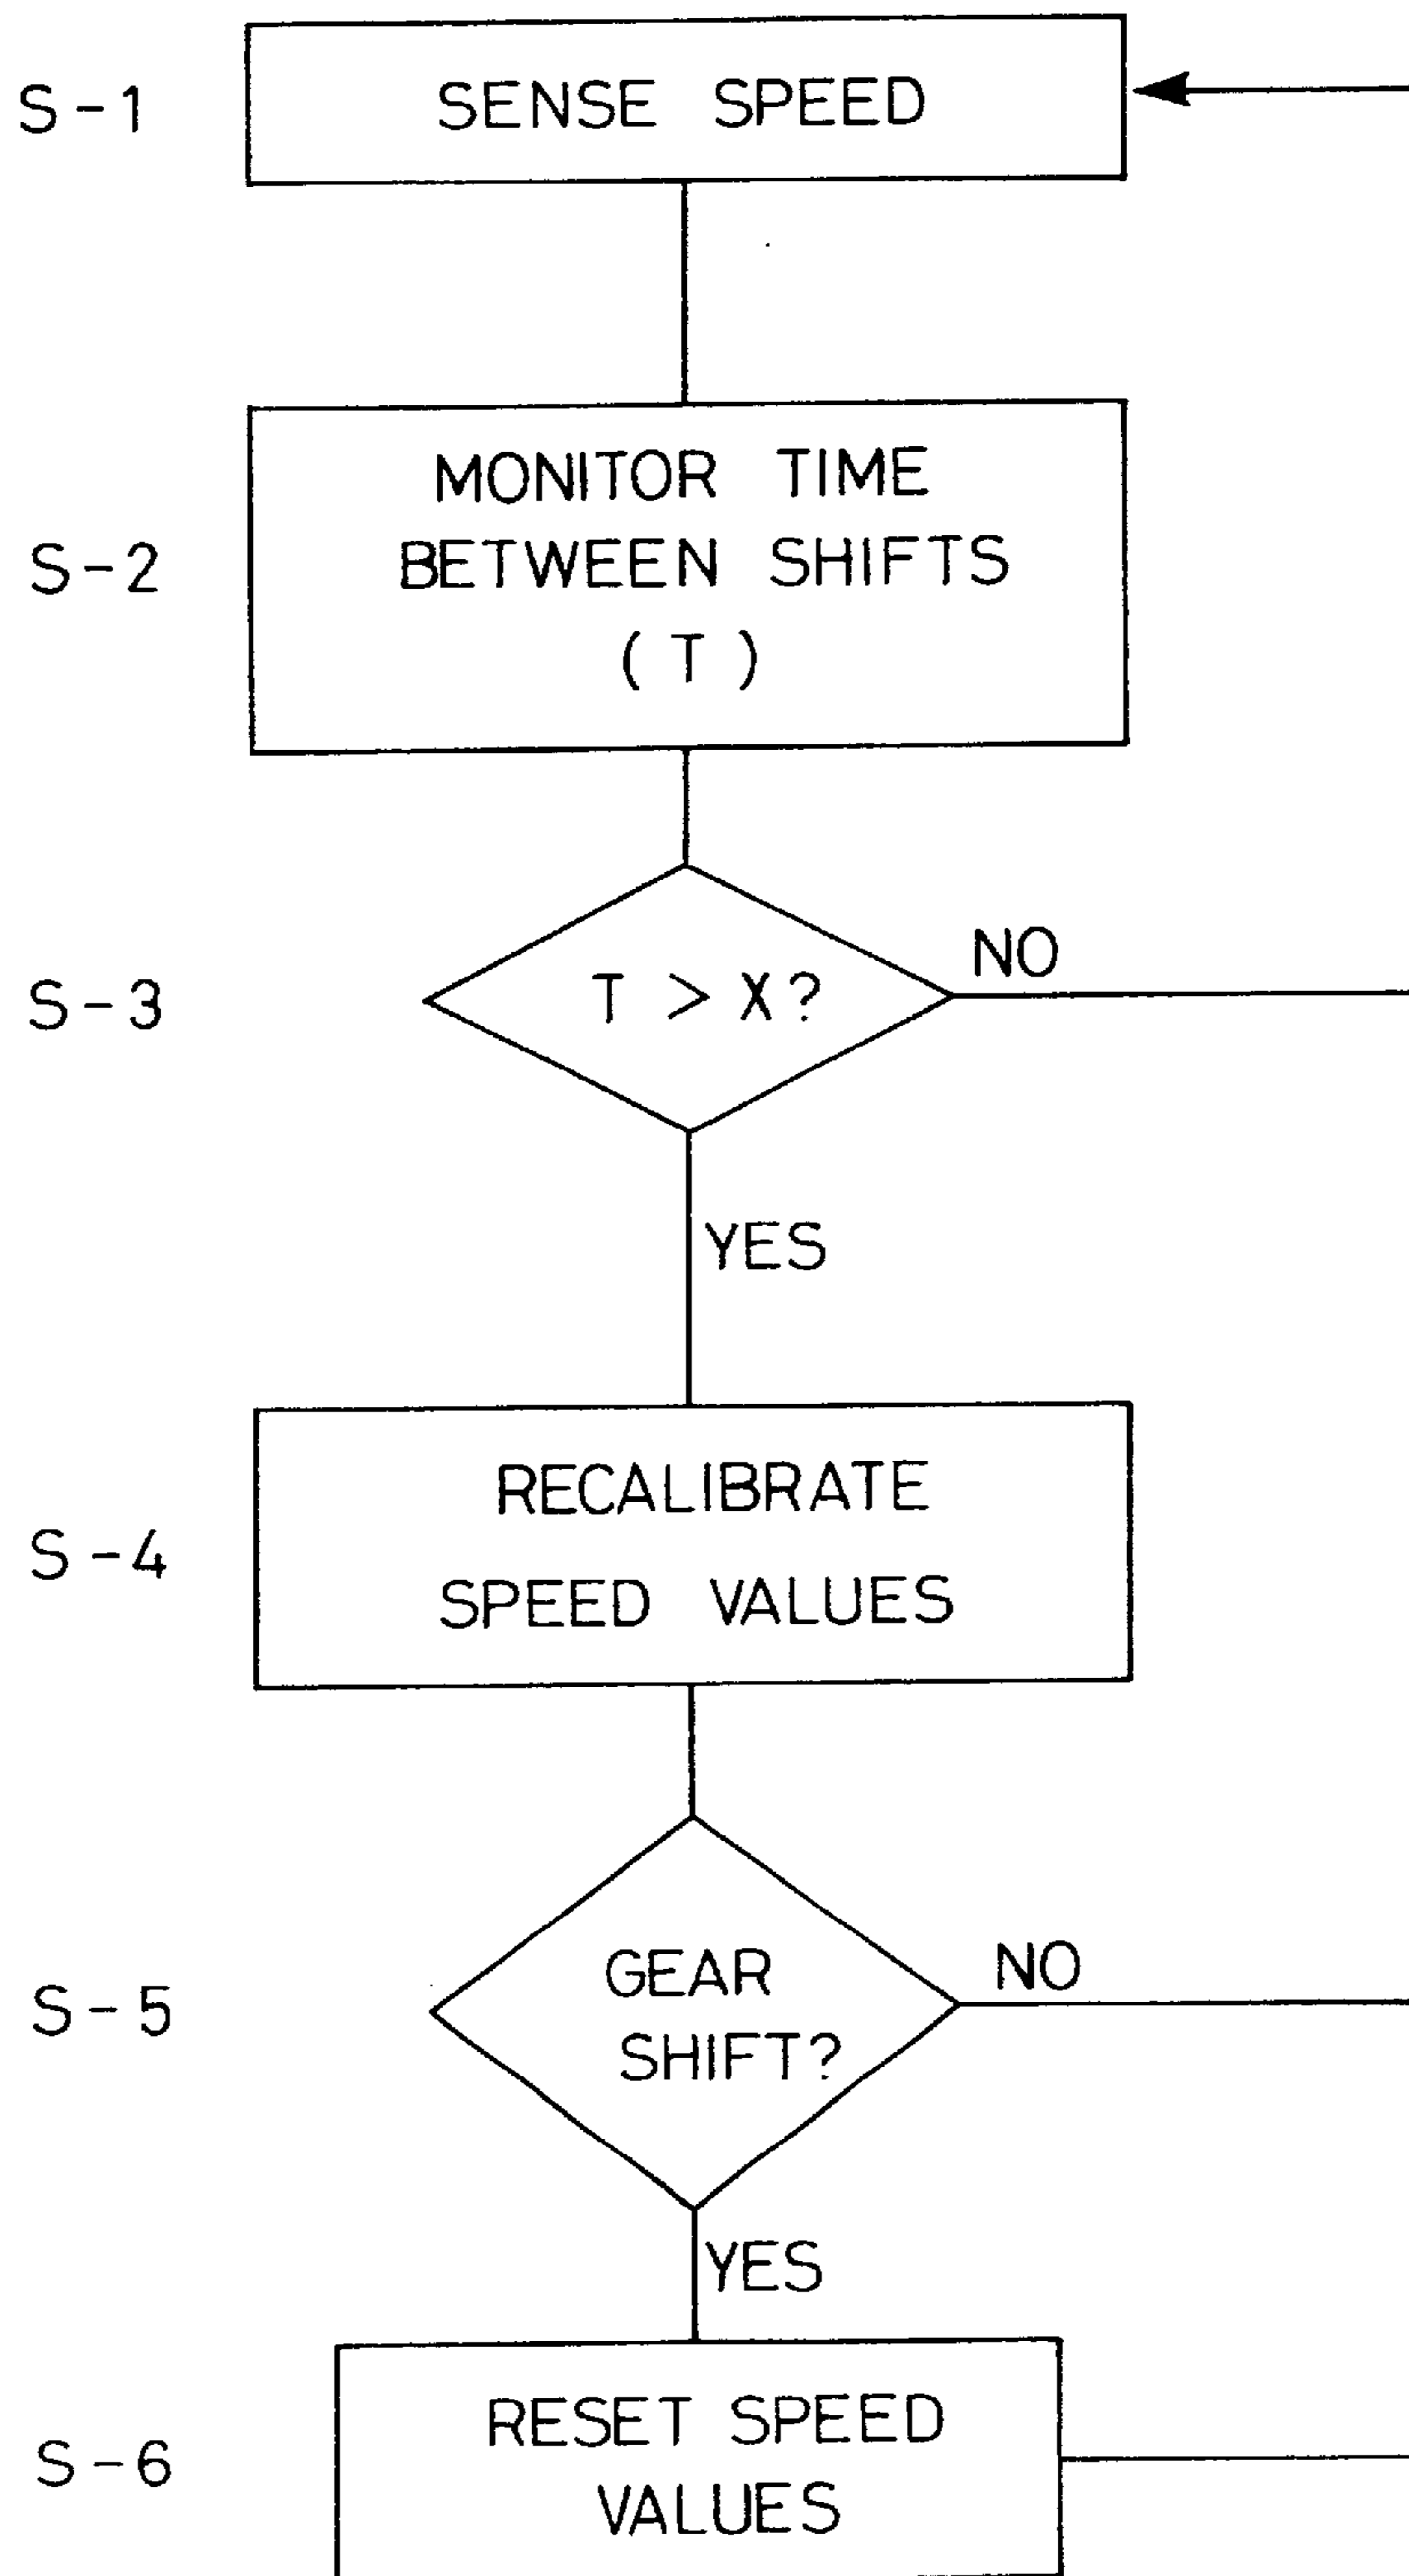 S-1
SENSE SPEED
S-2
MONITOR TIME
BETWEEN SHIFTS
(T)
S-3
T > X?
NO
YES
S-4
RECALIBRATE
SPEED VALUES
S-5
GEAR
SHIFT?
NO
YES
S-6
RESET SPEED
VALUES